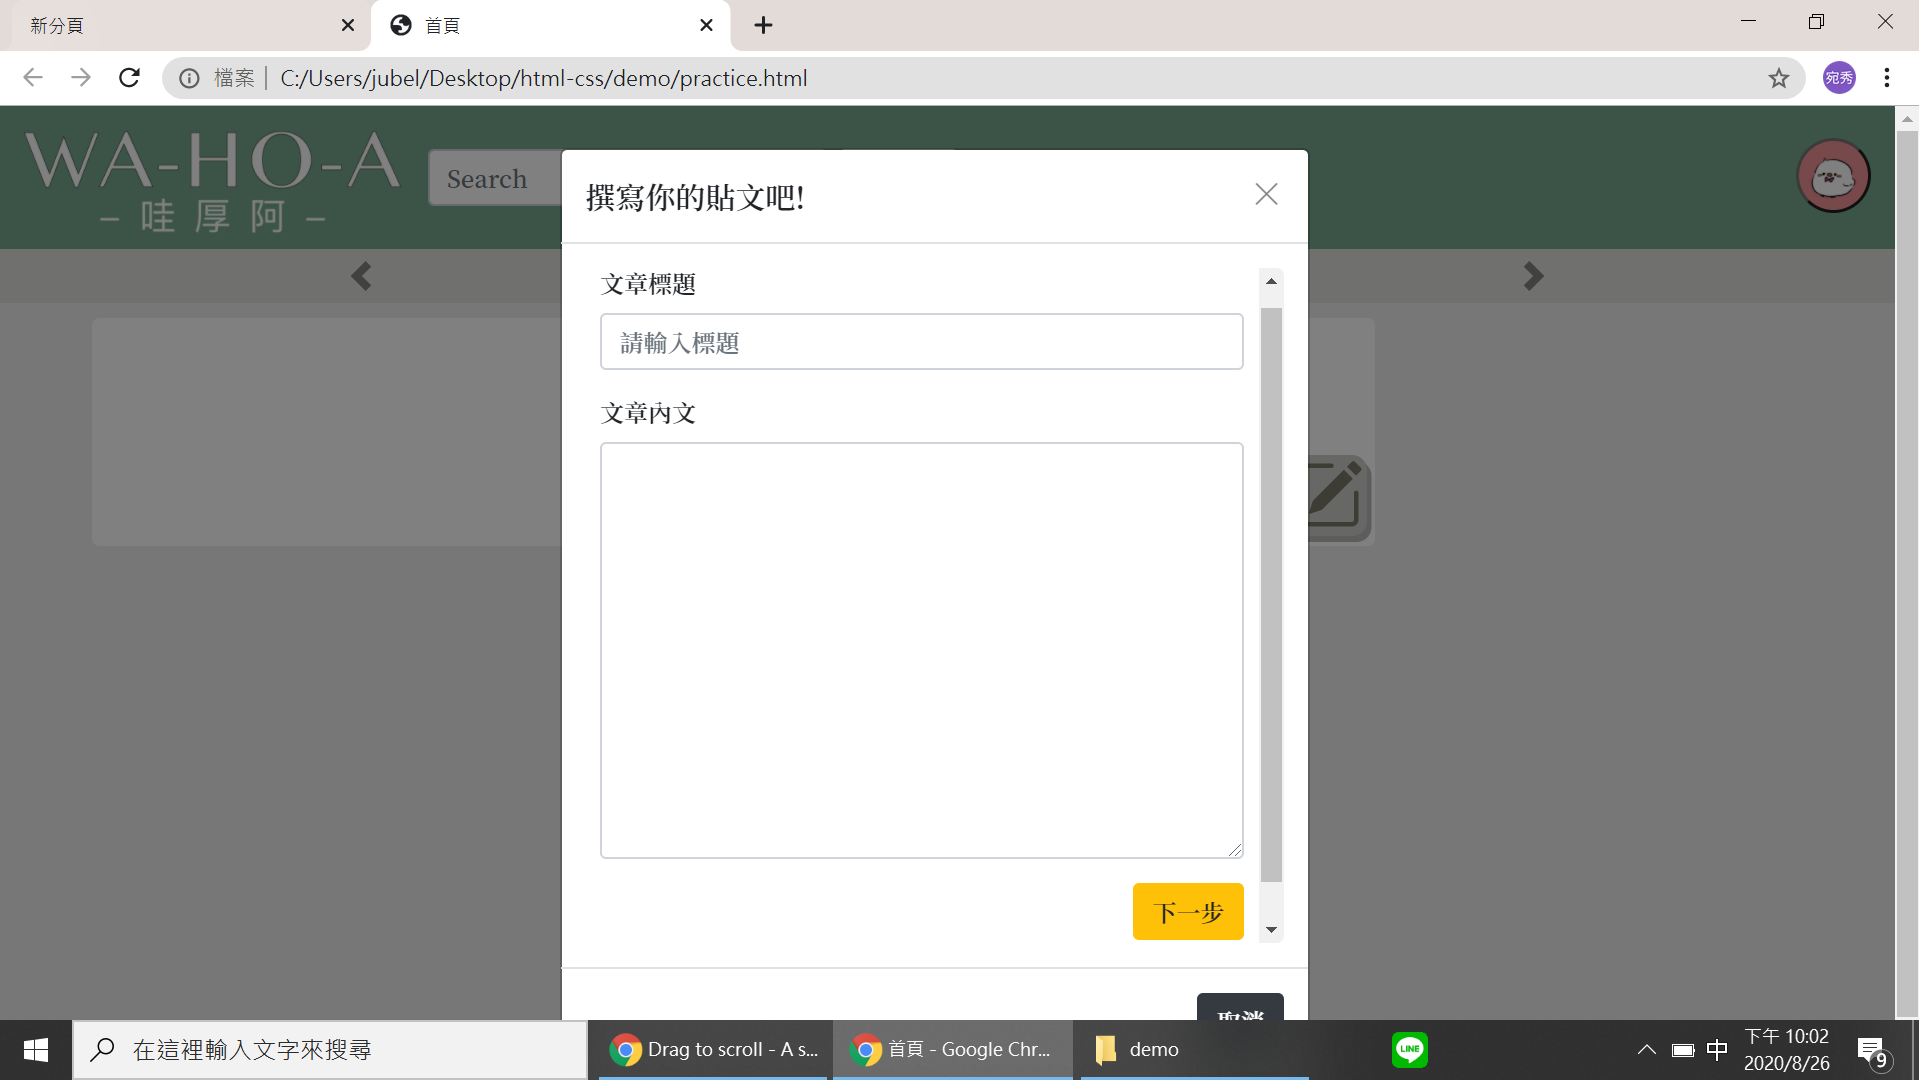 新分頁
首頁
檔案
C:/Users/jubel/Desktop/html-css/demo/practice.html
宛秀
WA-HO-A
– 哇厚阿 –
Search
撰寫你的貼文吧!
文章標題
請輸入標題
文章內文
下一步
取消
在這裡輸入文字來搜尋
Drag to scroll - A s...
首頁 - Google Chr...
demo
LINE
中
下午 10:02
2020/8/26
9